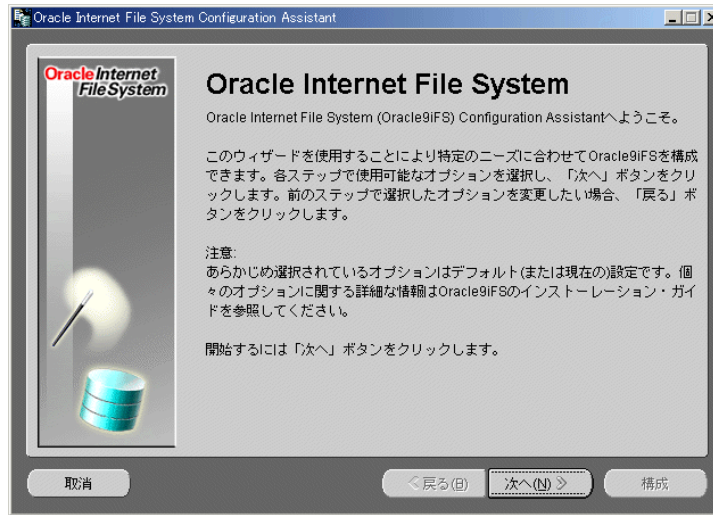 Oracle Internet File System Configuration Assistant
Oracle Internet
File System
Oracle Internet File System
Oracle Internet File System (Oracle9iFS) Configuration Assistantへようこそ。
このウィザードを使用することにより特定のニーズに合わせてOracle9iFSを構成
できます。各ステップで使用可能なオプションを選択し、「次へ」ボタンをクリ
ックします。前のステップで選択したオプションを変更したい場合、「戻る」ボ
タンをクリックします。
注意:
あらかじめ選択されているオプションはデフォルト(または現在の)設定です。個
々のオプションに関する詳細な情報はOracle9iFSのインストーレーション・ガイ
ドを参照してください。
開始するには「次へ」ボタンをクリックします。
取消
戻る(B)
次へ(N)
構成